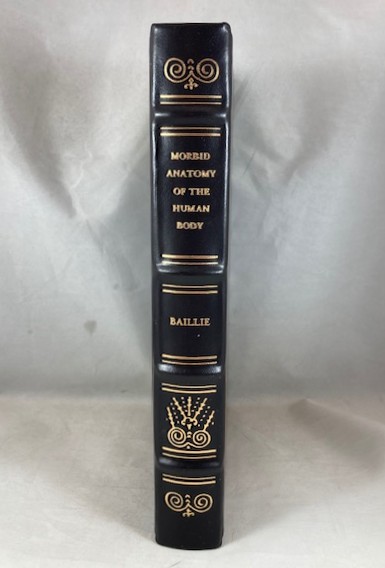 MORBID
ANATOMY
OF THE
HUMAN
BODY
BAILLIE